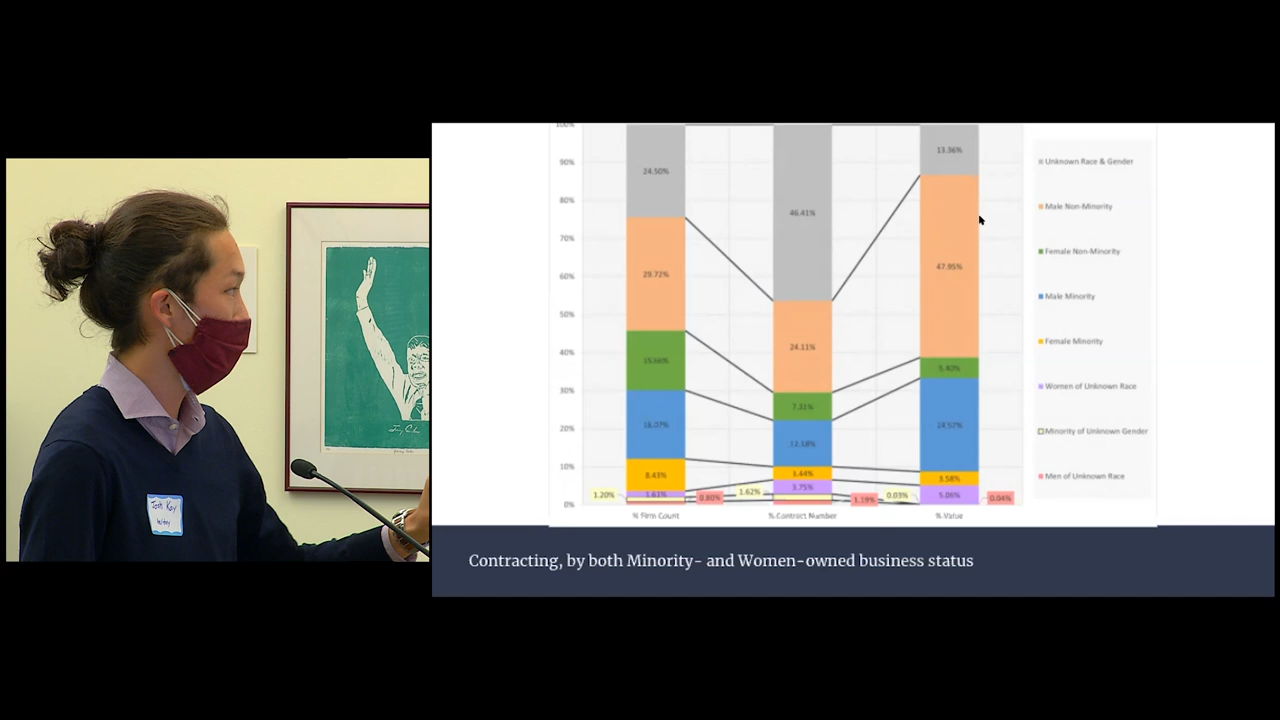 100%
90%
80%
70%
60%
50%
40%
30%
20%
10%
0%
24.50%
29.72%
15.66%
18.07%
8.43%
1.61%
1.20%
0.80%
46.41%
24.11%
7.31%
12.18%
3.44%
3.75%
1.62%
1.19%
13.36%
47.95%
5.40%
24.57%
3.58%
5.06%
0.03%
0.04%
% Firm Count
% Contract Number
% Value
Unknown Race & Gender
Male Non-Minority
Female Non-Minority
Male Minority
Female Minority
Women of Unknown Race
Minority of Unknown Gender
Men of Unknown Race
Contracting, by both Minority- and Women-owned business status